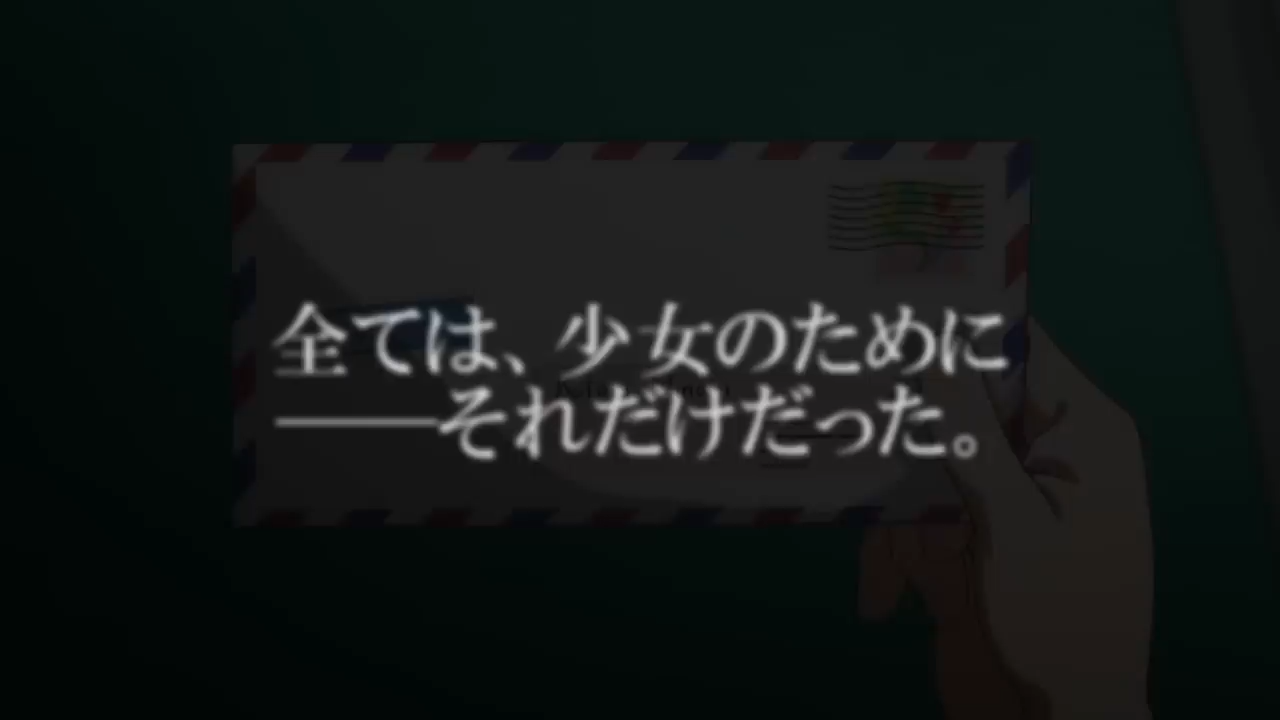 全ては、少女のために
──それだけだった。